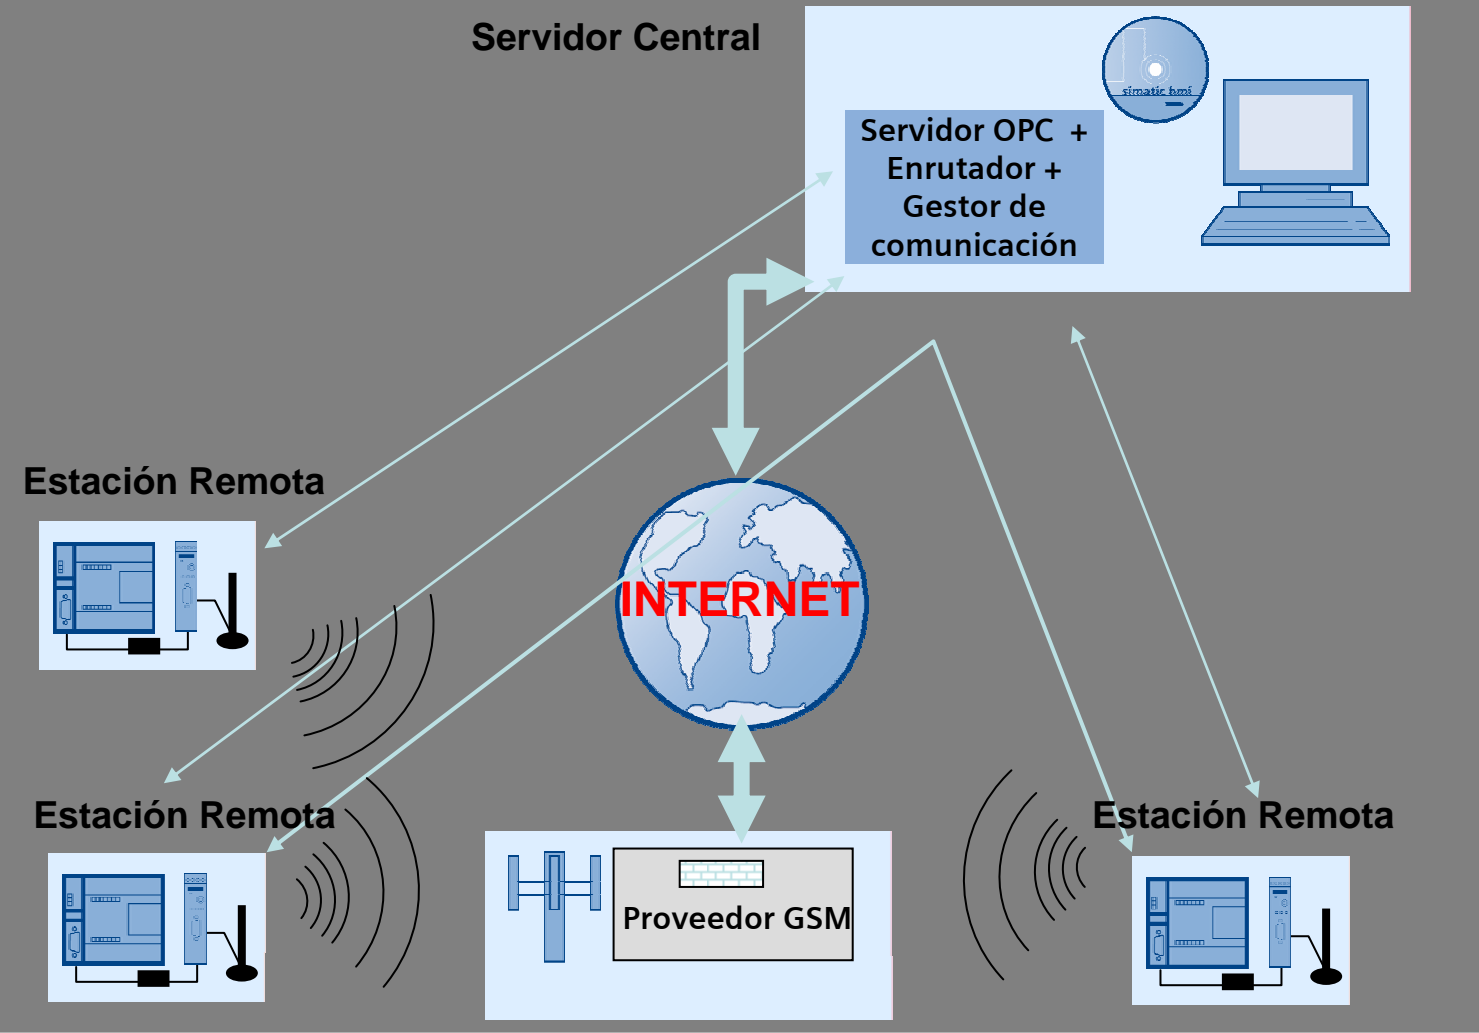 Servidor Central
simatic hmi
Servidor OPC +
Enrutador +
Gestor de
comunicación
Estación Remota
INTERNET
Estación Remota
Estación Remota
Proveedor GSM